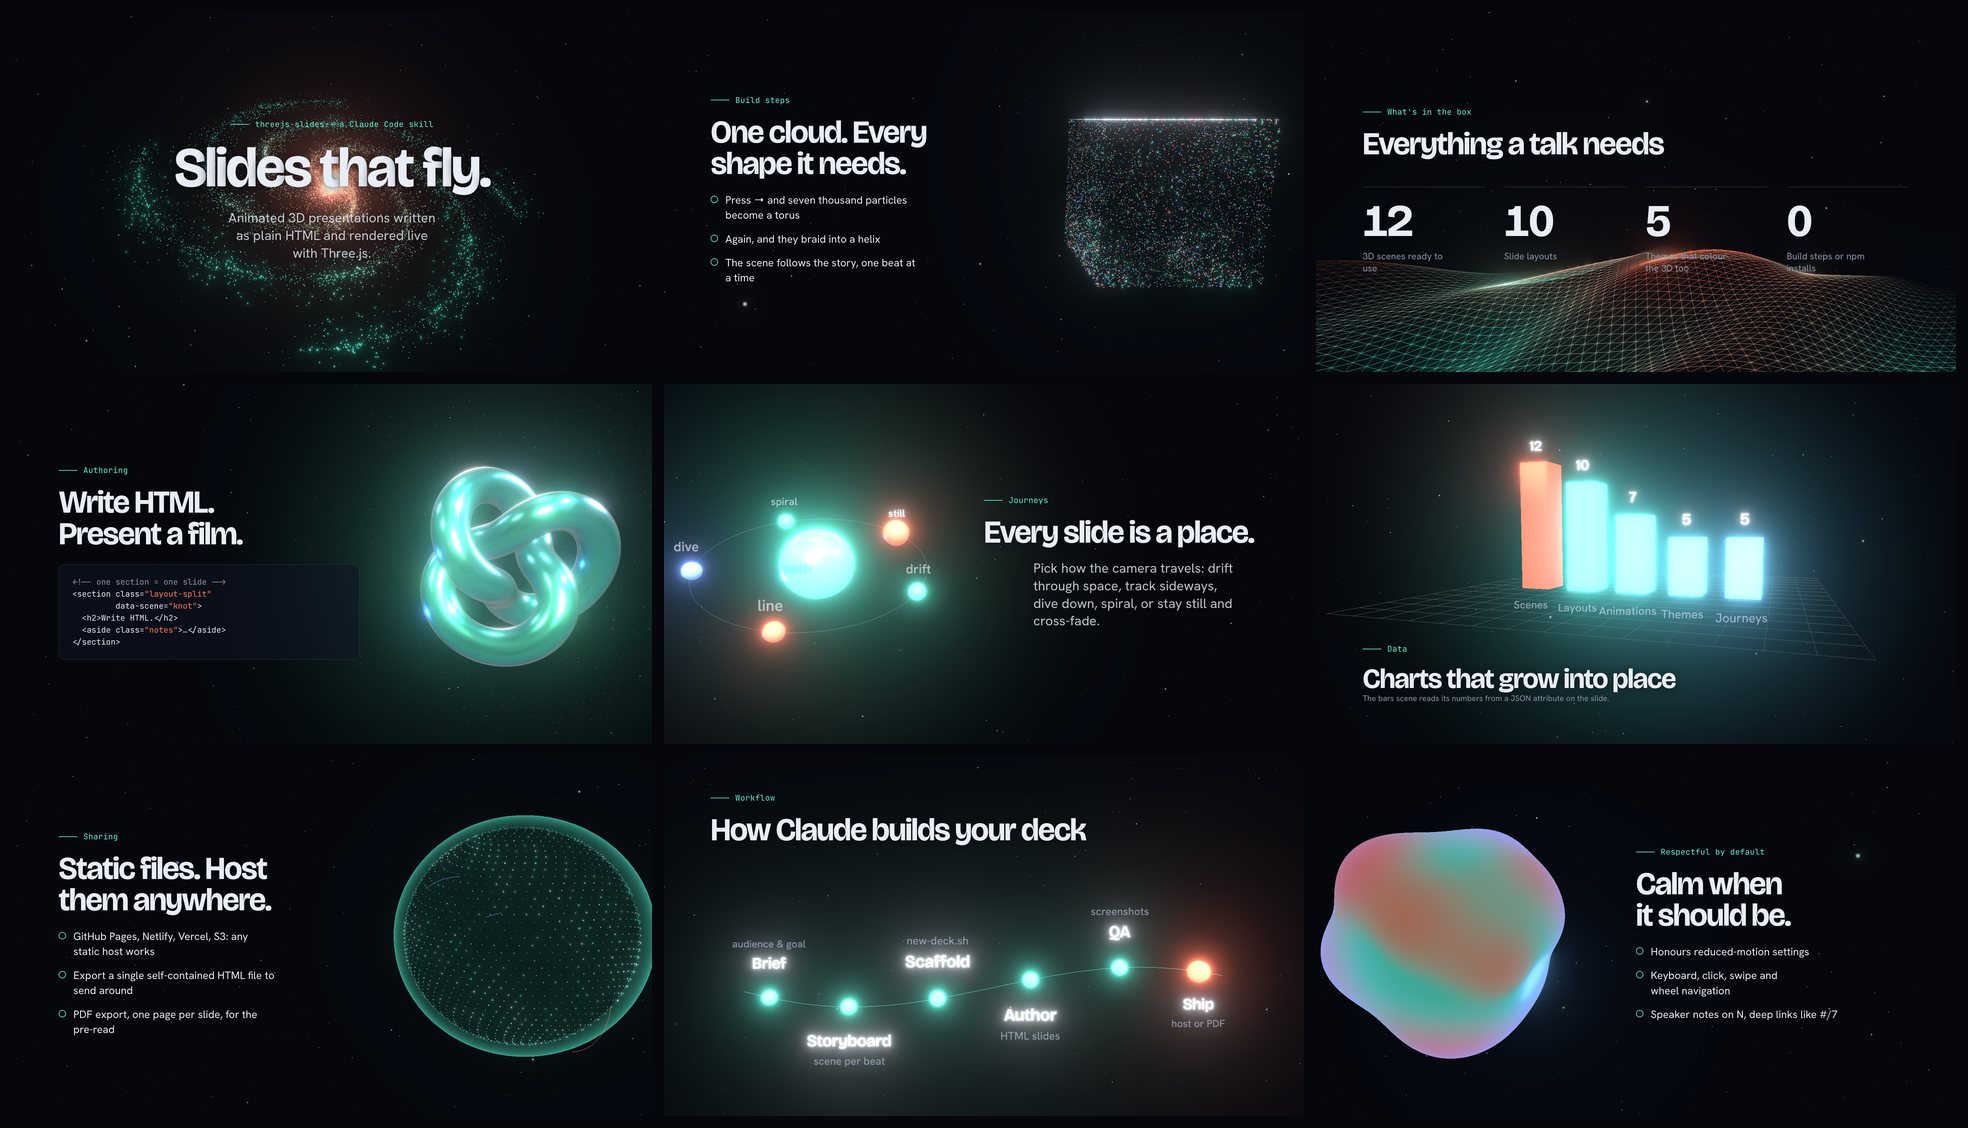 threejs-slides: a Claude Code skill
Slides that fly.
Animated 3D presentations written
as plain HTML and rendered live
with Three.js.
Build steps
One cloud. Every
shape it needs.
Press → and seven thousand particles
become a torus
Again, and they braid into a helix
The scene follows the story, one beat at
a time
What's in the box
Everything a talk needs
12
3D scenes ready to
use
10
Slide layouts
5
Themes that colour
the 3D too
0
Build steps or npm
installs
Authoring
Write HTML.
Present a film.
<!-- one section = one slide -->
<section class="layout-split"
data-scene="knot">
<h2>Write HTML.</h2>
<aside class="notes">…</aside>
</section>
spiral
still
dive
path
drift
line
Journeys
Every slide is a place.
Pick how the camera travels: drift
through space, track sideways,
dive down, spiral, or stay still and
cross-fade.
12
10
7
5
5
Scenes
Layouts
Animations
Themes
Journeys
Data
Charts that grow into place
The bars scene reads its numbers from a JSON attribute on the slide.
Sharing
Static files. Host
them anywhere.
GitHub Pages, Netlify, Vercel, S3: any
static host works
Export a single self-contained HTML file to
send around
PDF export, one page per slide, for the
pre-read
Workflow
How Claude builds your deck
audience & goal
Brief
Storyboard
scene per beat
new-deck.sh
Scaffold
Author
HTML slides
screenshots
QA
Ship
host or PDF
Respectful by default
Calm when
it should be.
Honours reduced-motion settings
Keyboard, click, swipe and
wheel navigation
Speaker notes on N, deep links like #/7